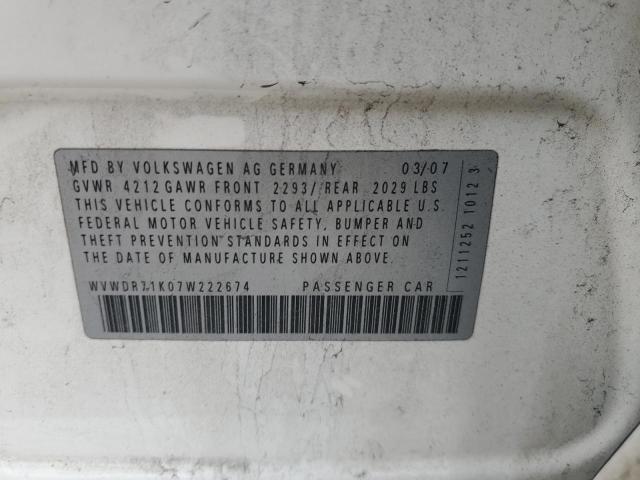 MFD BY VOLKSWAGEN AG GERMANY 03/07
GVWR 4212 GAWR FRONT 2293/ REAR 2029 LBS
THIS VEHICLE CONFORMS TO ALL APPLICABLE U.S.
FEDERAL MOTOR VEHICLE SAFETY, BUMPER AND
THEFT PREVENTION STANDARDS IN EFFECT ON
THE DATE OF MANUFACTURE SHOWN ABOVE.
WVWDR71K07W222674 PASSENGER CAR
1211252 1012 3